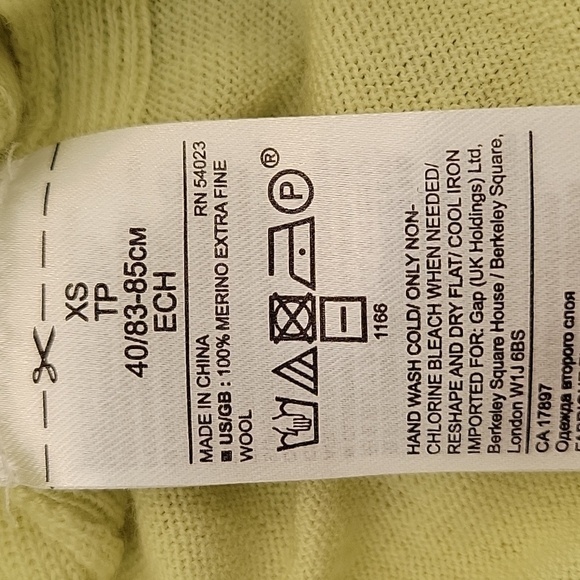 XS
TP
40/83-85CM
ECH
RN 54023
MADE IN CHINA
US/GB : 100% MERINO EXTRA FINE
WOOL
P ®
1166
HAND WASH COLD/ ONLY NON-
CHLORINE BLEACH WHEN NEEDED/
RESHAPE AND DRY FLAT/ COOL IRON
IMPORTED FOR: Gap (UK Holdings) Ltd,
Berkeley Square House / Berkeley Square,
London W1J 6BS
CA 17897
Одежда второго слоя